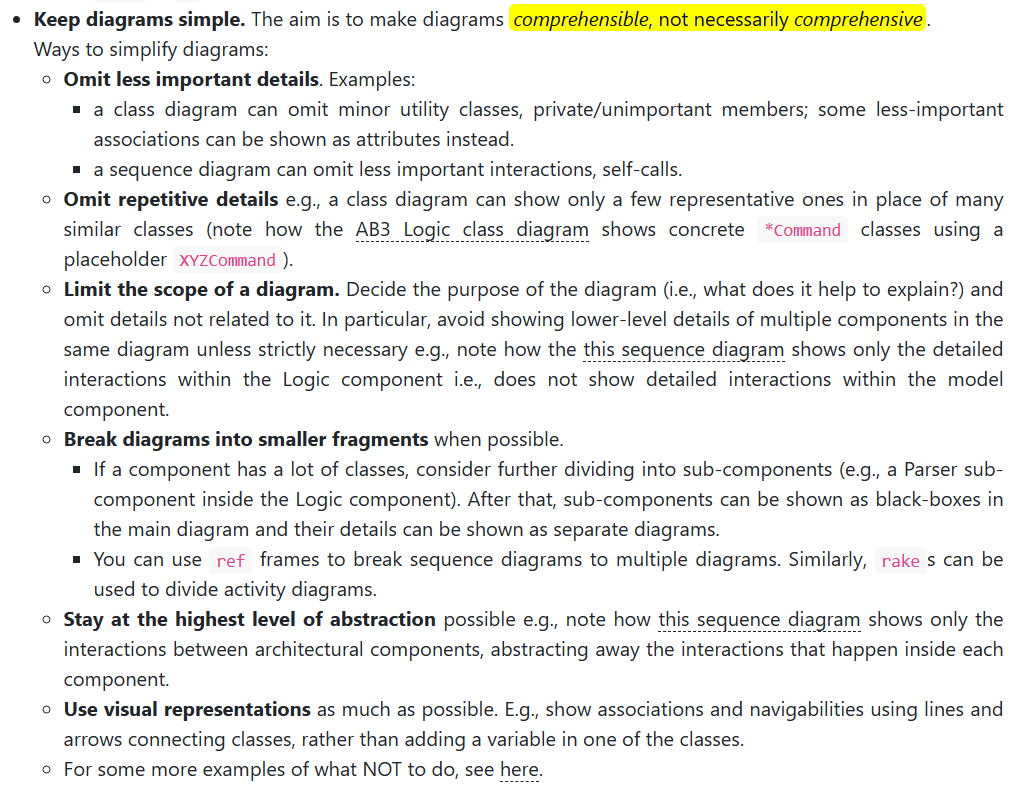 Keep diagrams simple. The aim is to make diagrams comprehensible, not necessarily comprehensive.
Ways to simplify diagrams:
Omit less important details. Examples:
a class diagram can omit minor utility classes, private/unimportant members; some less-important
associations can be shown as attributes instead.
a sequence diagram can omit less important interactions, self-calls.
Omit repetitive details e.g., a class diagram can show only a few representative ones in place of many
similar classes (note how the AB3 Logic class diagram shows concrete *Command classes using a
placeholder XYZCommand ).
Limit the scope of a diagram. Decide the purpose of the diagram (i.e., what does it help to explain?) and
omit details not related to it. In particular, avoid showing lower-level details of multiple components in the
same diagram unless strictly necessary e.g., note how the this sequence diagram shows only the detailed
interactions within the Logic component i.e., does not show detailed interactions within the model
component.
Break diagrams into smaller fragments when possible.
If a component has a lot of classes, consider further dividing into sub-components (e.g., a Parser sub-
component inside the Logic component). After that, sub-components can be shown as black-boxes in
the main diagram and their details can be shown as separate diagrams.
You can use ref frames to break sequence diagrams to multiple diagrams. Similarly, rake s can be
used to divide activity diagrams.
Stay at the highest level of abstraction possible e.g., note how this sequence diagram shows only the
interactions between architectural components, abstracting away the interactions that happen inside each
component.
Use visual representations as much as possible. E.g., show associations and navigabilities using lines and
arrows connecting classes, rather than adding a variable in one of the classes.
For some more examples of what NOT to do, see here.